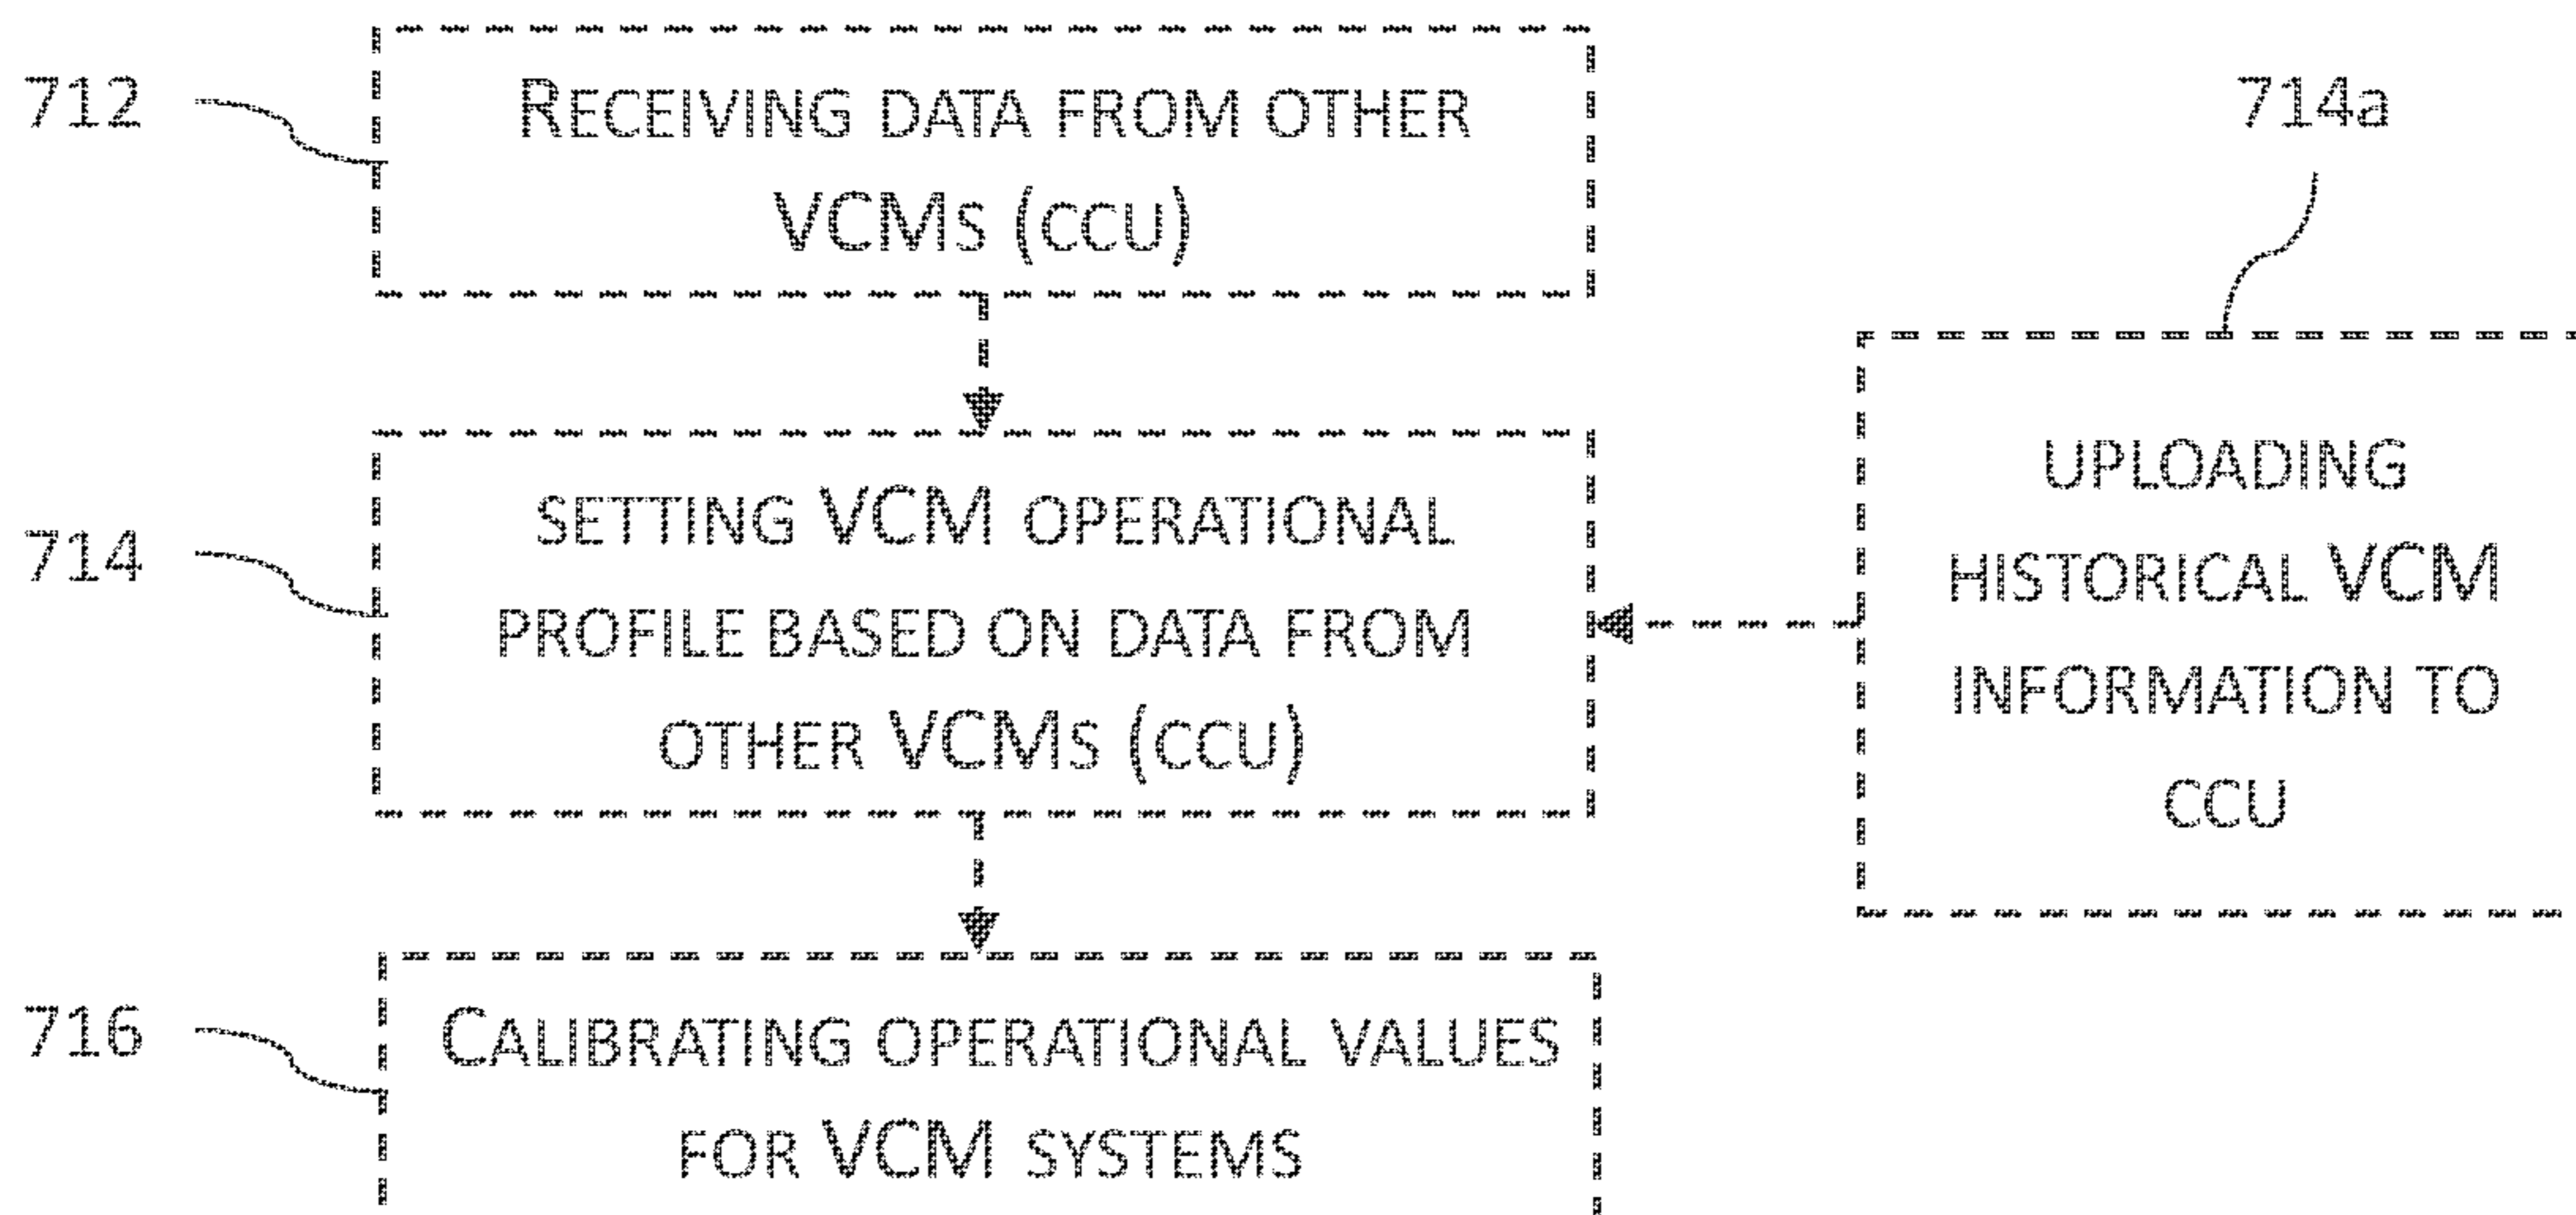 712
RECEIVING DATA FROM OTHER
VCMS (CCU)
714a
714
SETTING VCM OPERATIONAL
PROFILE BASED ON DATA FROM
OTHER VCMS (CCU)
UPLOADING
HISTORICAL VCM
INFORMATION TO
CCU
716
CALIBRATING OPERATIONAL VALUES
FOR VCM SYSTEMS